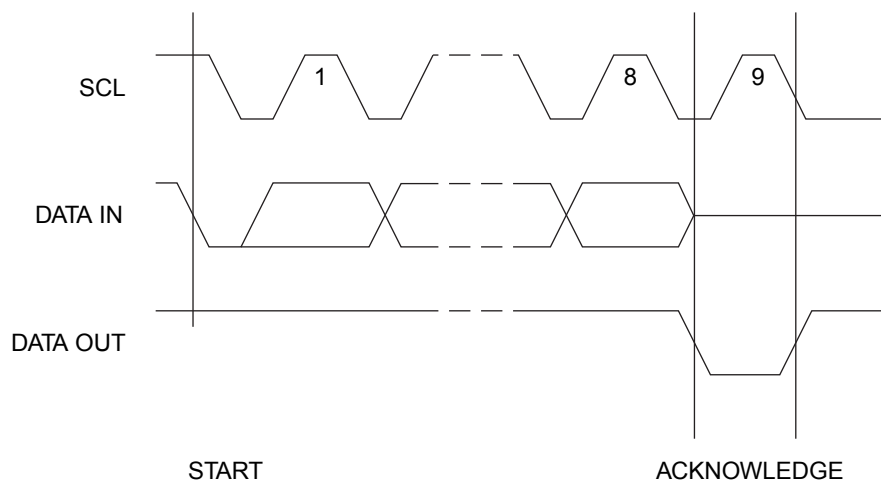 SCL
1
8
9
DATA IN
DATA OUT
START
ACKNOWLEDGE